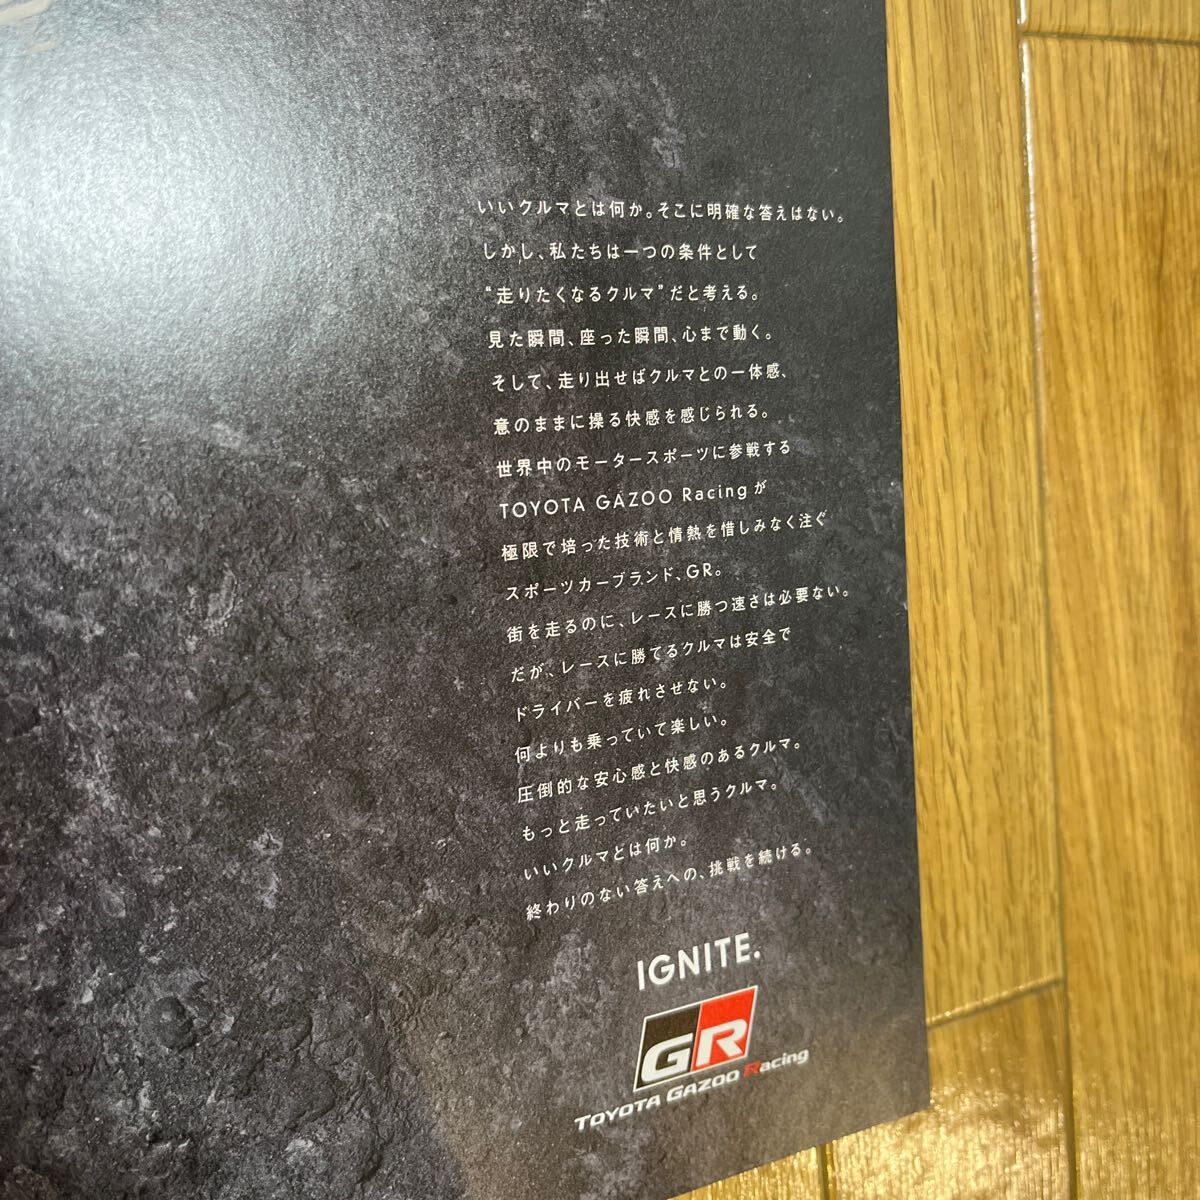 いいクルマとは何か。そこに明確な答えはない。
しかし、私たちは一つの条件として
“走りたくなるクルマ”だと考える。
見た瞬間、座った瞬間、心まで動く。
そして、走り出せばクルマとの一体感、
意のままに操る快感を感じられる。
世界中のモータースポーツに参戦する
TOYOTA GAZOO Racingが
極限で培った技術と情熱を惜しみなく注ぐ
スポーツカーブランド、GR。
街を走るのに、レースに勝つ速さは必要ない。
だが、レースに勝てるクルマは安全で
ドライバーを疲れさせない。
何よりも乗っていて楽しい。
圧倒的な安心感と快感のあるクルマ。
もっと走っていたいと思うクルマ。
いいクルマとは何か。
終わりのない答えへの、挑戦を続ける。
IGNITE.
GR
TOYOTA GAZOO Racing